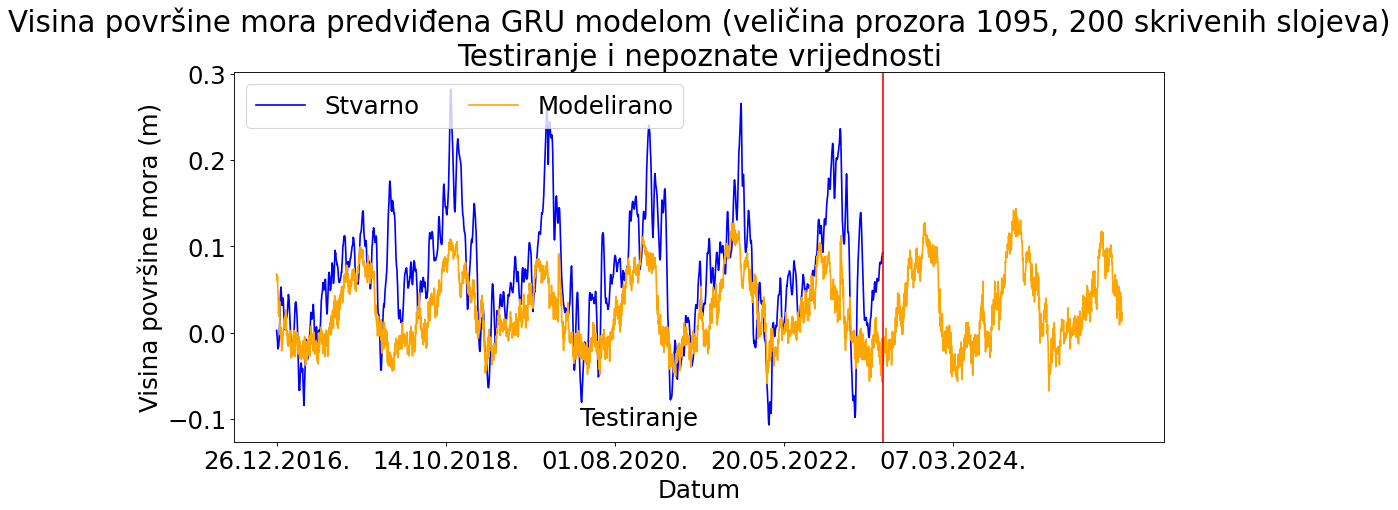 Visina površine mora predviđena GRU modelom (veličina prozora 1095, 200 skrivenih slojeva)
Testiranje i nepoznate vrijednosti
Stvarno Modelirano
Visina površine mora (m)
0.3
0.2
0.1
0.0
−0.1
Testiranje
26.12.2016. 14.10.2018. 01.08.2020. 20.05.2022. 07.03.2024.
Datum